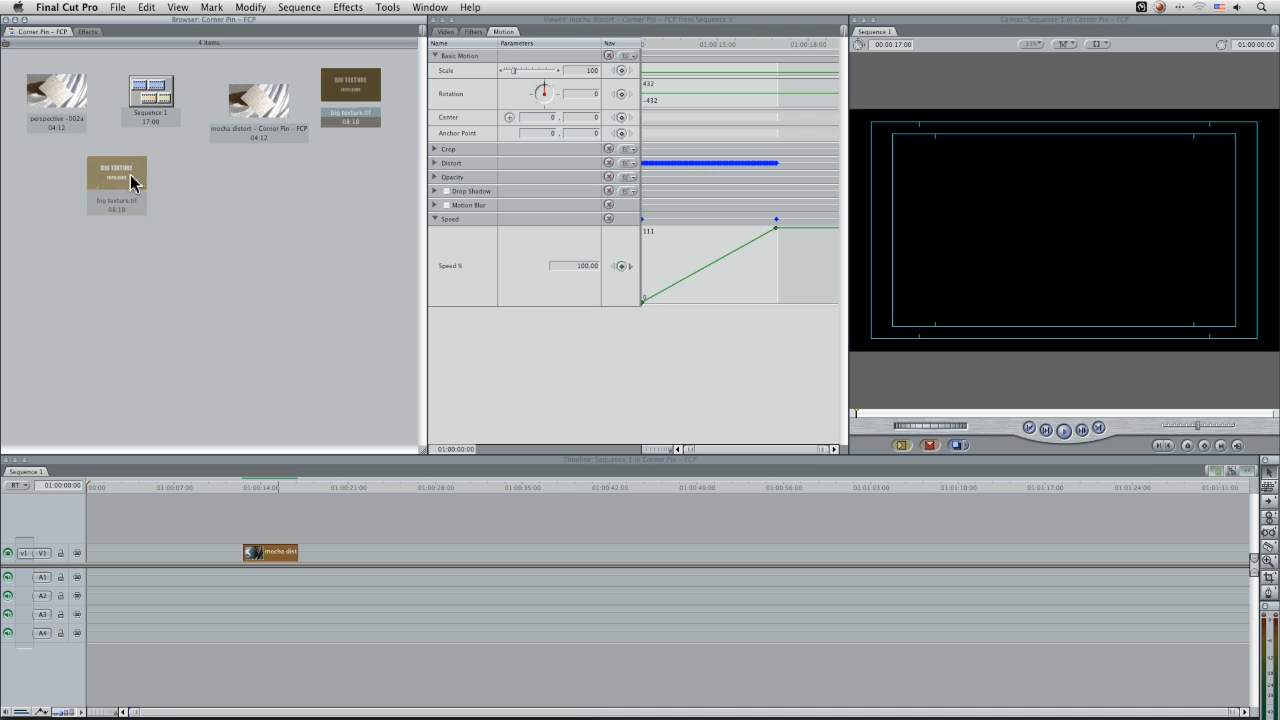 Final Cut Pro File Edit View Mark Modify Sequence Effects Tools Window Help
Browser: Corner Pin – FCP
Viewer: mocha distort – Corner Pin – FCP from Sequence 1
Canvas: Sequence 1 in Corner Pin – FCP
Corner Pin – FCP Effects
Video Filters Motion
Sequence 1
4 items
Name Parameters Nav
01:00:15:00 01:00:18:00
00:00:17:00
33%
01:00:00:00
Basic Motion
Scale 100
Rotation 0
432
-432
Center 0 , 0
Anchor Point 0 , 0
Crop
Distort
Opacity
Drop Shadow
Motion Blur
Speed
Speed % 100.00
111
0
01:00:00:00
perspective -002a
04:12
Sequence 1
17:00
mocha distort – Corner Pin – FCP
04:12
BIG TEXTURE
big texture.tif
08:10
BIG TEXTURE
big texture.tif
08:10
Timeline: Sequence 1 in Corner Pin – FCP
Sequence 1
RT 01:00:00:00
00:00 01:00:07:00 01:00:14:00 01:00:21:00 01:00:28:00 01:00:35:00 01:00:42:00 01:00:49:00 01:00:56:00 01:01:03:00 01:01:10:00 01:01:17:00 01:01:24:00 01:01:31:00
v1 V1
mocha dist
A1
A2
A3
A4